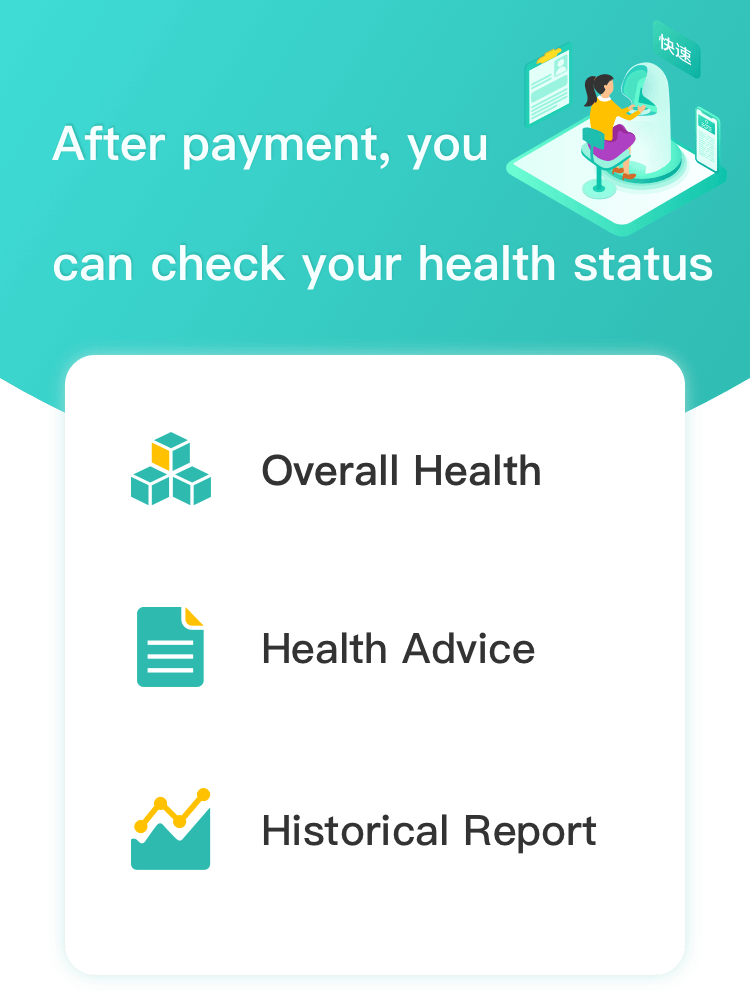 快速
After payment, you
can check your health status
Overall Health
Health Advice
Historical Report